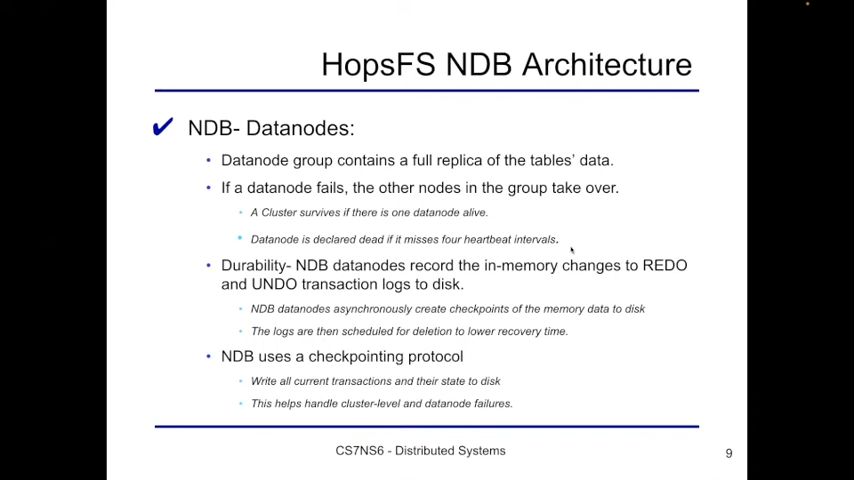 HopsFS NDB Architecture
✔ NDB- Datanodes:
• Datanode group contains a full replica of the tables' data.
• If a datanode fails, the other nodes in the group take over.
• A Cluster survives if there is one datanode alive.
• Datanode is declared dead if it misses four heartbeat intervals.
• Durability- NDB datanodes record the in-memory changes to REDO
and UNDO transaction logs to disk.
• NDB datanodes asynchronously create checkpoints of the memory data to disk
• The logs are then scheduled for deletion to lower recovery time.
• NDB uses a checkpointing protocol
• Write all current transactions and their state to disk
• This helps handle cluster-level and datanode failures.
CS7NS6 - Distributed Systems
9